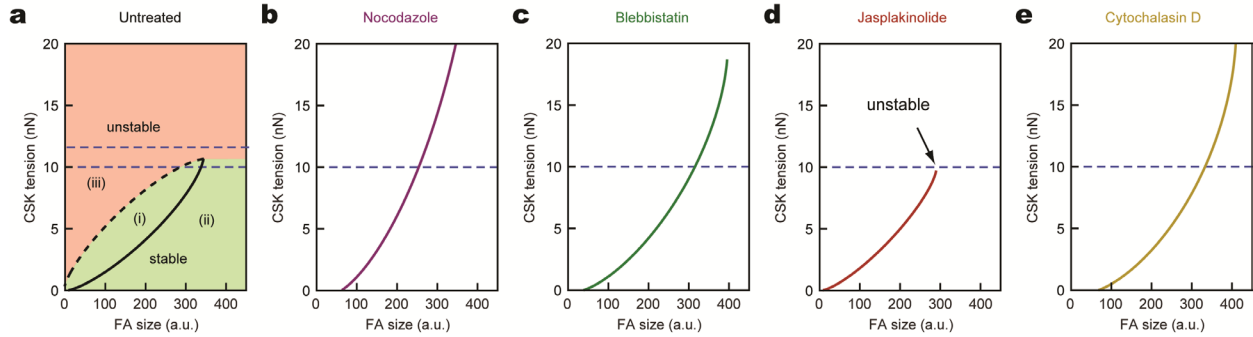 a Untreated
20
15
10
5
0
0 100 200 300 400
CSK tension (nN)
FA size (a.u.)
unstable
(iii)
(i)
(ii)
stable
b Nocodazole
20
15
10
5
0
0 100 200 300 400
CSK tension (nN)
FA size (a.u.)
c Blebbistatin
20
15
10
5
0
0 100 200 300 400
CSK tension (nN)
FA size (a.u.)
d Jasplakinolide
20
15
10
5
0
0 100 200 300 400
CSK tension (nN)
FA size (a.u.)
unstable
e Cytochalasin D
20
15
10
5
0
0 100 200 300 400
CSK tension (nN)
FA size (a.u.)